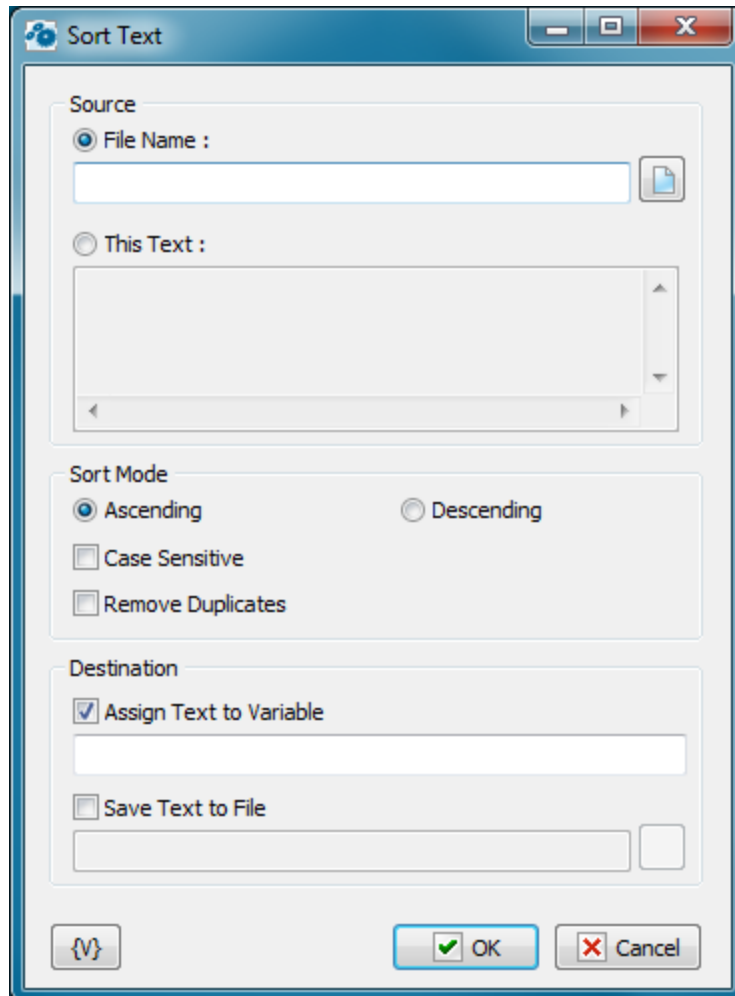 Sort Text
Source
File Name :
This Text :
Sort Mode
Ascending Descending
Case Sensitive
Remove Duplicates
Destination
Assign Text to Variable
Save Text to File
{V} OK Cancel